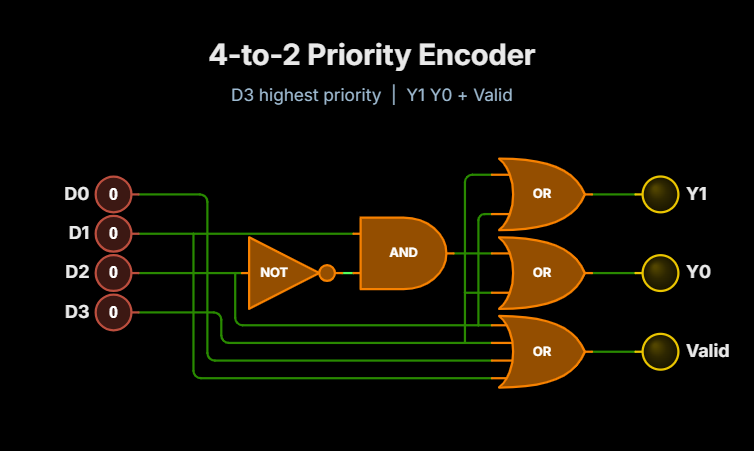 4-to-2 Priority Encoder
D3 highest priority | Y1 Y0 + Valid
D0 0
OR Y1
D1 0
AND
D2 0
NOT
OR Y0
D3 0
OR Valid